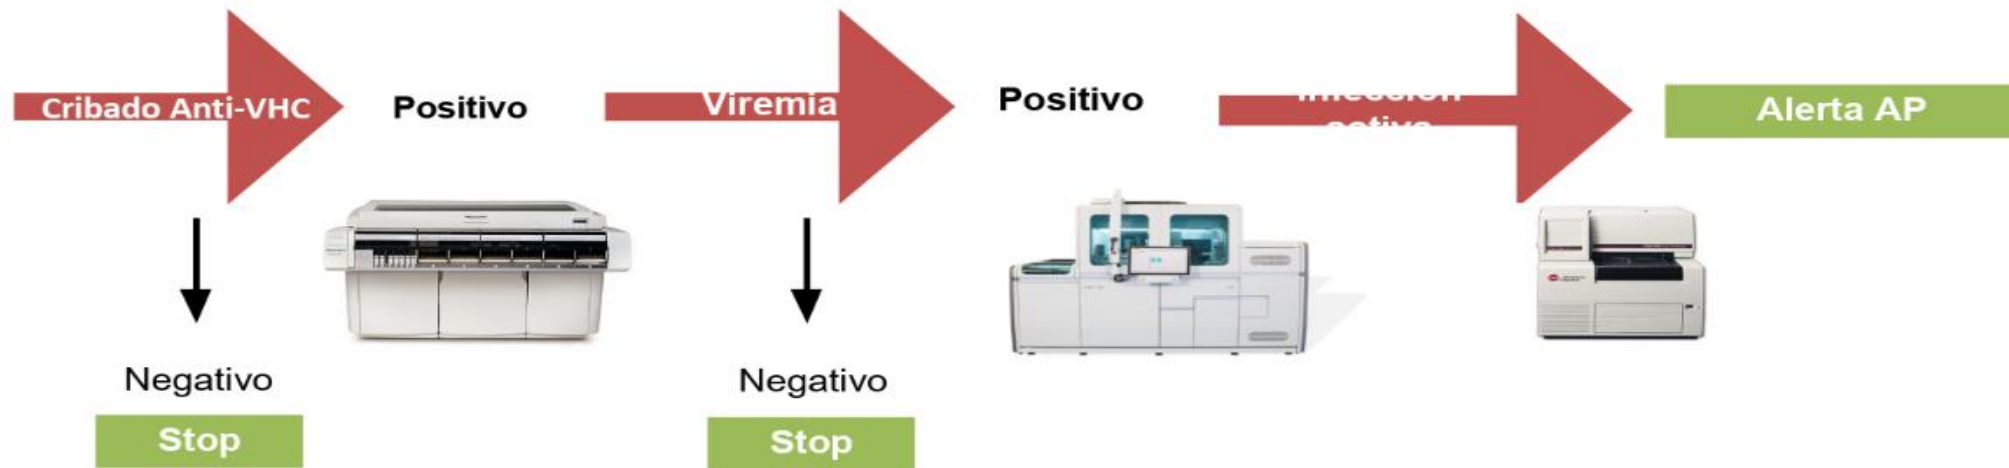 Cribado Anti-VHC
Positivo
Viremia
Positivo
Alerta AP
Negativo
Stop
Negativo
Stop